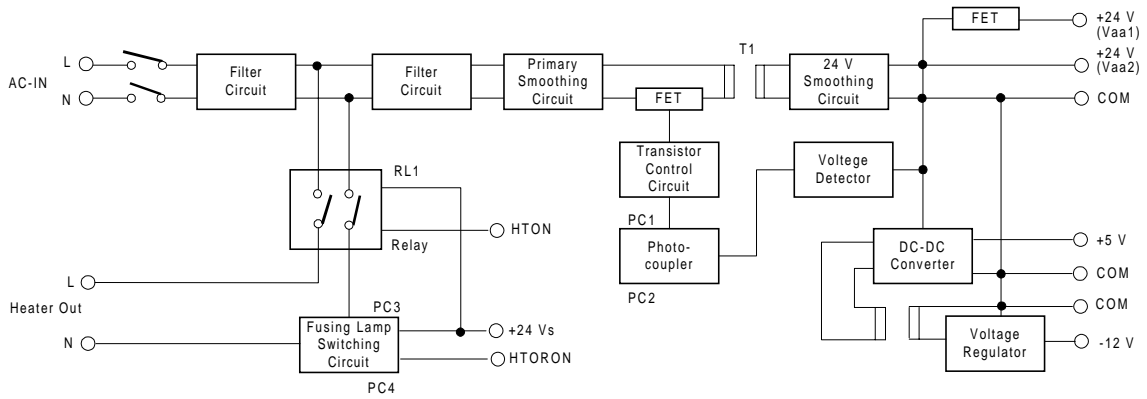 FET
+24 V
(Vaa1)
T1
AC-IN
L
N
Filter
Circuit
Filter
Circuit
Primary
Smoothing
Circuit
FET
24 V
Smoothing
Circuit
+24 V
(Vaa2)
COM
RL1
Relay
HTON
Transistor
Control
Circuit
Voltege
Detector
PC1
Photo-
coupler
PC2
DC-DC
Converter
+5 V
COM
COM
Heater Out
L
N
PC3
Fusing Lamp
Switching
Circuit
PC4
+24 Vs
HTORON
Voltage
Regulator
-12 V